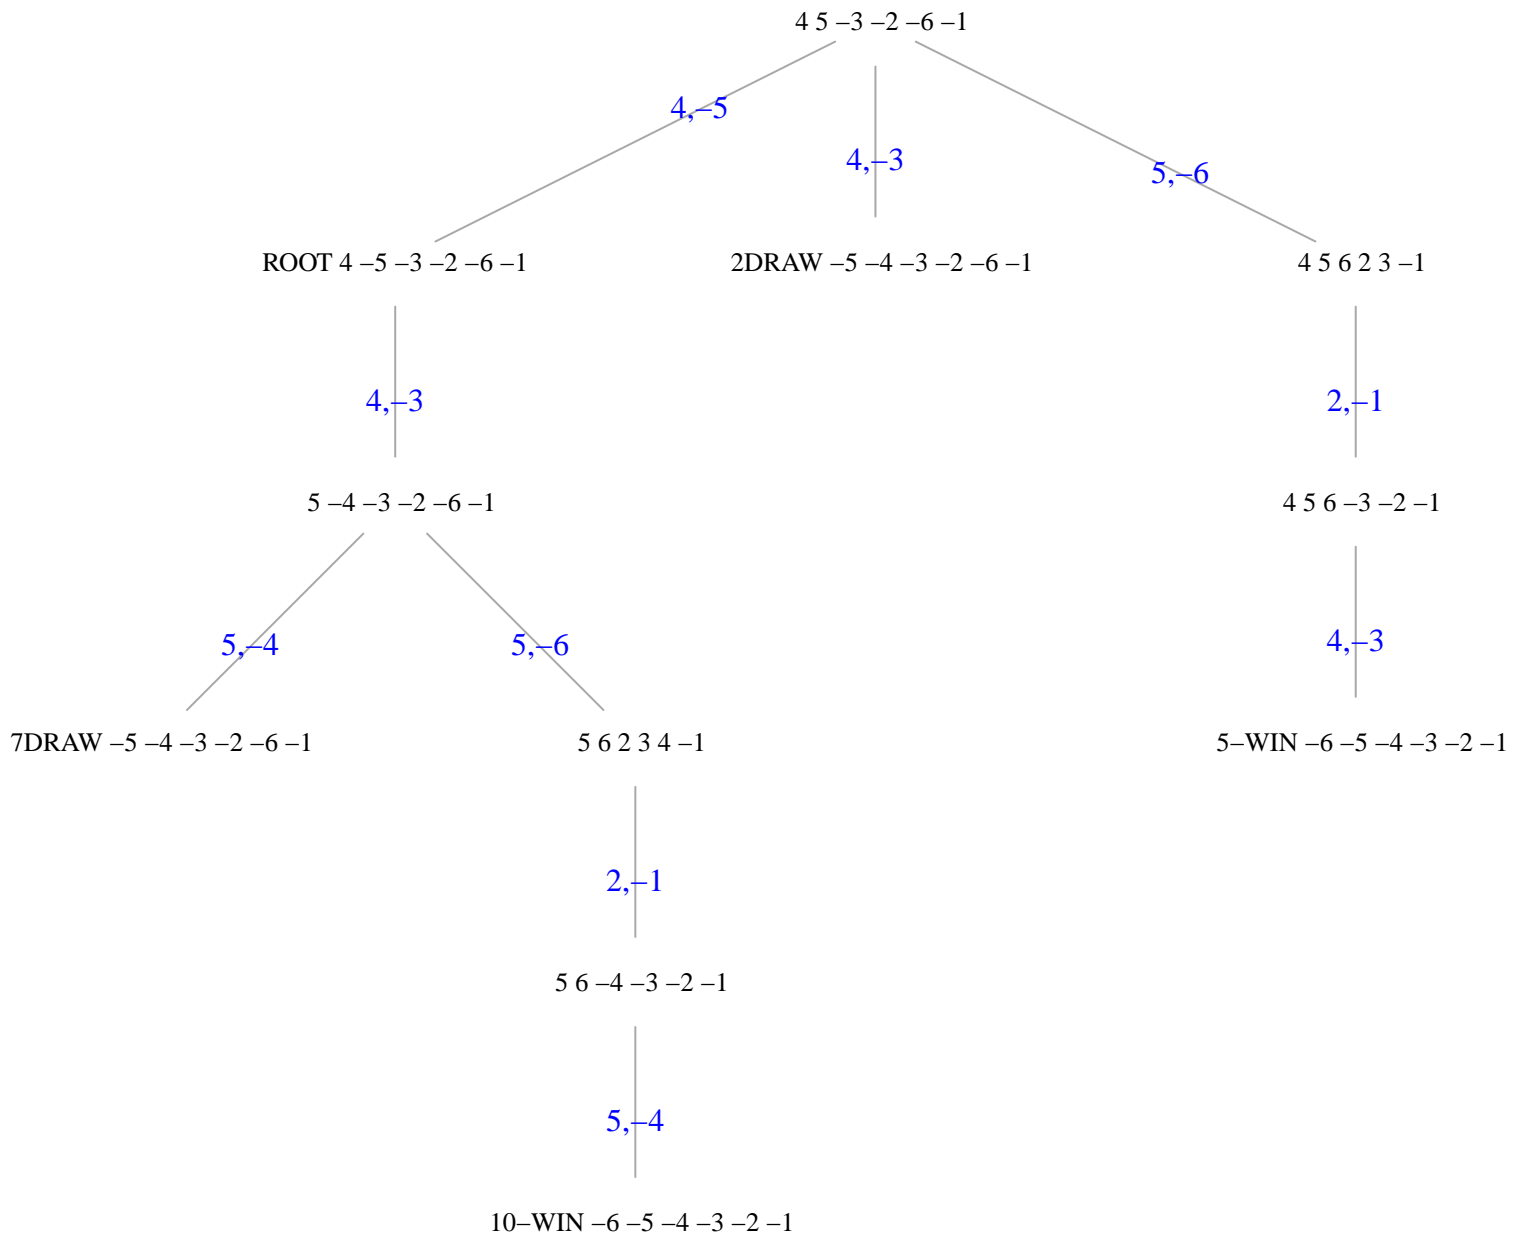 4 5 –3 –2 –6 –1
4,–5
4,–3
5,–6
ROOT 4 –5 –3 –2 –6 –1
2DRAW –5 –4 –3 –2 –6 –1
4 5 6 2 3 –1
4,–3
2,–1
5 –4 –3 –2 –6 –1
4 5 6 –3 –2 –1
5,–4
5,–6
4,–3
7DRAW –5 –4 –3 –2 –6 –1
5 6 2 3 4 –1
5–WIN –6 –5 –4 –3 –2 –1
2,–1
5 6 –4 –3 –2 –1
5,–4
10–WIN –6 –5 –4 –3 –2 –1